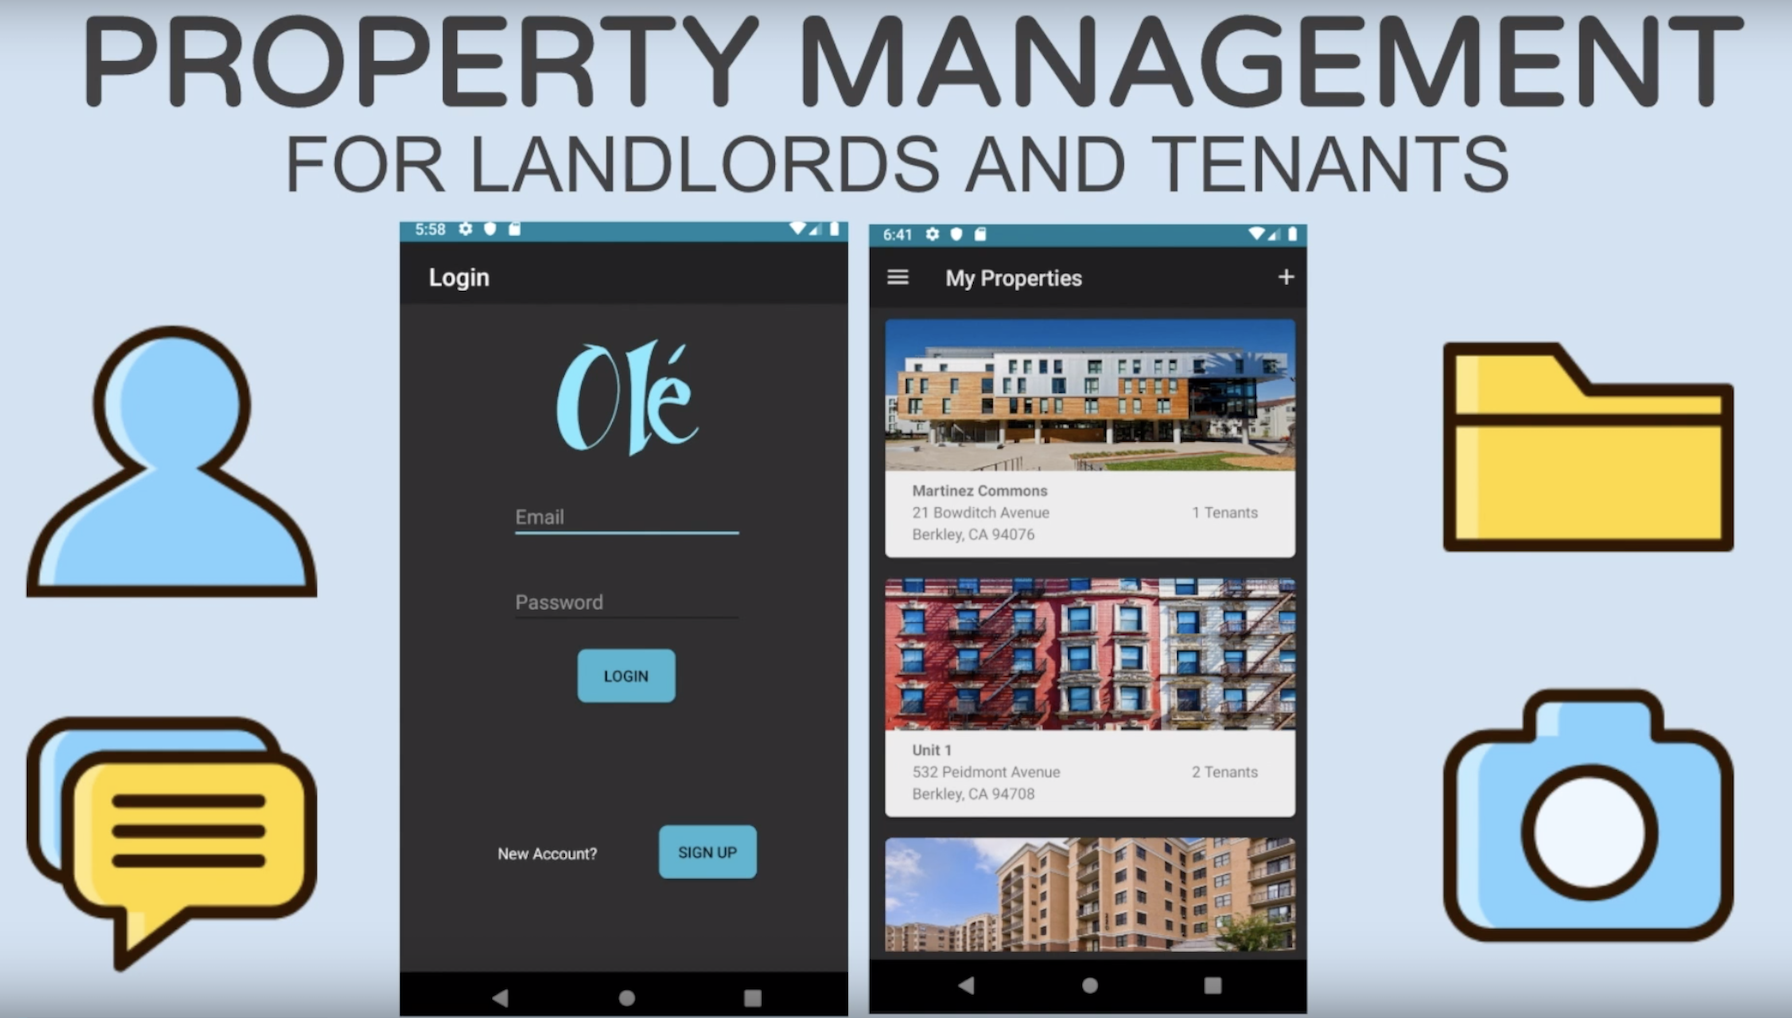 PROPERTY MANAGEMENT
FOR LANDLORDS AND TENANTS
5:58
Login
Olé
Email
Password
LOGIN
New Account?
SIGN UP
6:41
My Properties
Martinez Commons
21 Bowditch Avenue
1 Tenants
Berkley, CA 94076
Unit 1
532 Peidmont Avenue
2 Tenants
Berkley, CA 94708